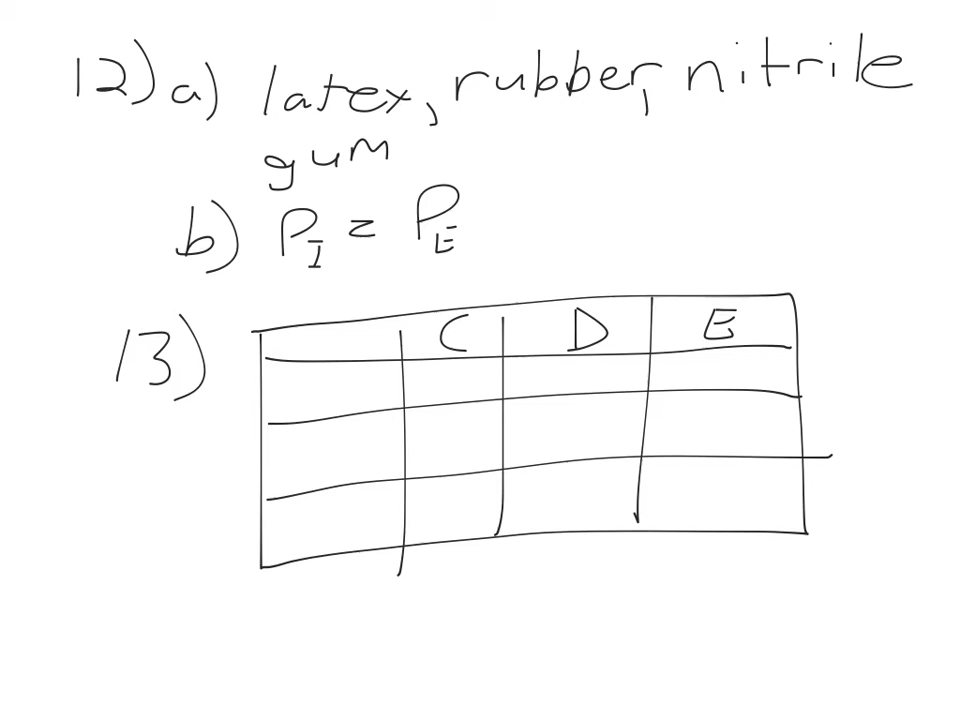 12) a) latex, rubber, nitrile
gum
b) P_I = P_E
13)
C D E